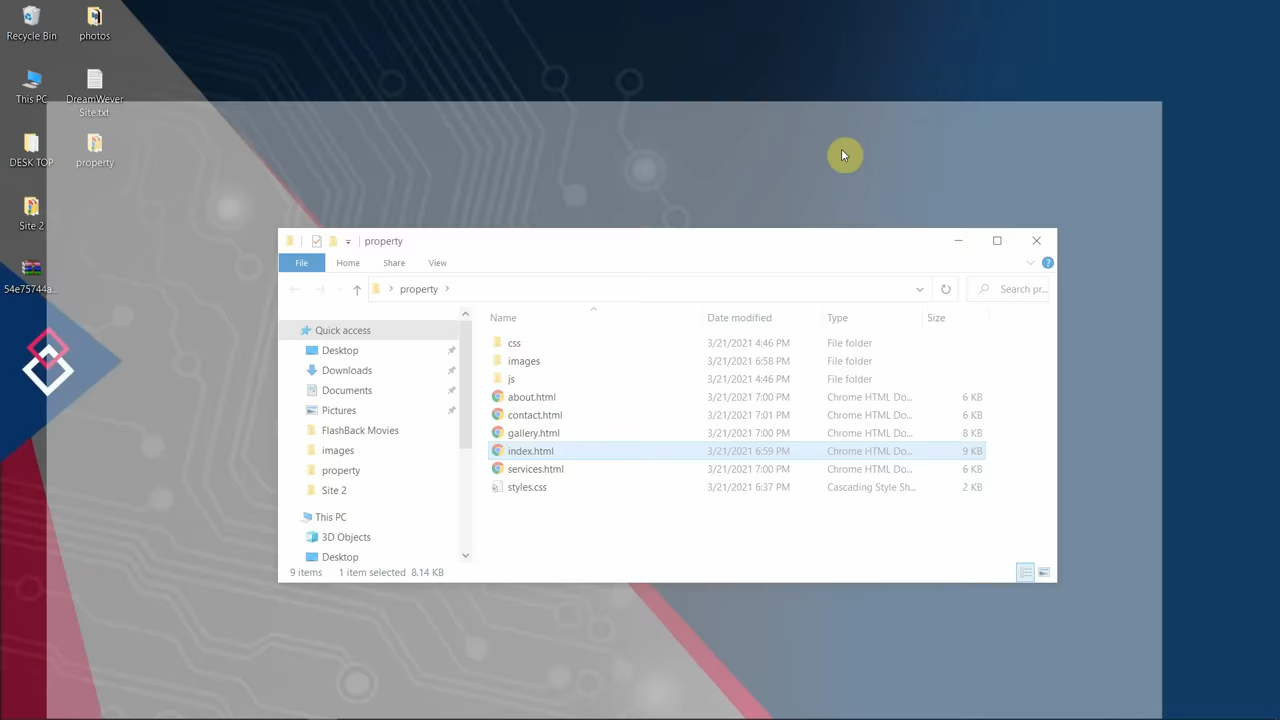 Recycle Bin
photos
This PC
DreamWever
Site.txt
DESK TOP
property
Site 2
54e75744a...
property
File Home Share View
property
Search pr...
Name Date modified Type Size
Quick access
Desktop
Downloads
Documents
Pictures
FlashBack Movies
images
property
Site 2
This PC
3D Objects
Desktop
css 3/21/2021 4:46 PM File folder
images 3/21/2021 6:58 PM File folder
js 3/21/2021 4:46 PM File folder
about.html 3/21/2021 7:00 PM Chrome HTML Do... 6 KB
contact.html 3/21/2021 7:01 PM Chrome HTML Do... 6 KB
gallery.html 3/21/2021 7:00 PM Chrome HTML Do... 8 KB
index.html 3/21/2021 6:59 PM Chrome HTML Do... 9 KB
services.html 3/21/2021 7:00 PM Chrome HTML Do... 6 KB
styles.css 3/21/2021 6:37 PM Cascading Style Sh... 2 KB
9 items 1 item selected 8.14 KB